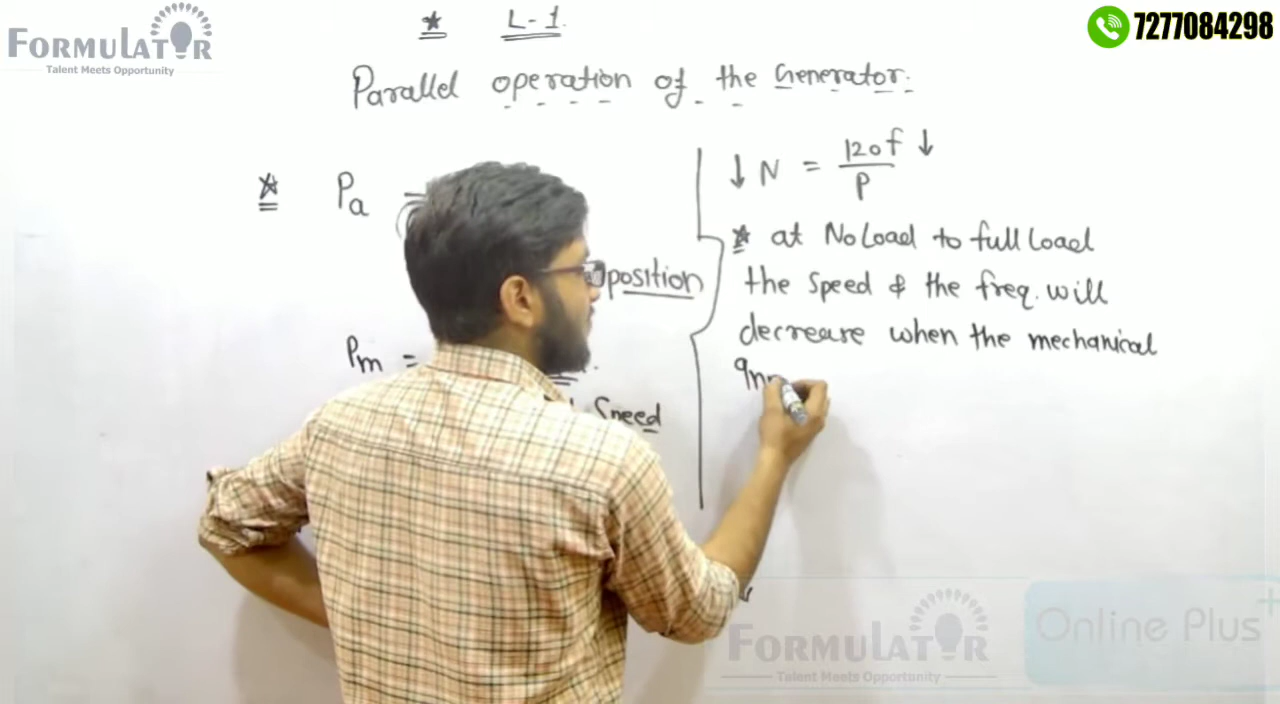 FORMULATOR
Talent Meets Opportunity
7277084298
* L-1.
Parallel operation of the Generator.
* Pa
Opposition
Pm =
Speed
↓ N = 120f ↓
P
* at No Load to full Load
the Speed & the freq. will
decrease when the mechanical
FORMULATOR
Talent Meets Opportunity
Online Plus+